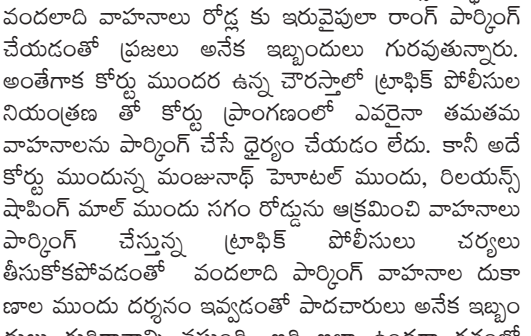 వందలాది వాహనాలు రోడ్ల కు ఇరువైపులా రాంగ్ పార్కింగ్
చేయడంతో ప్రజలు అనేక ఇబ్బందులు గురవుతున్నారు.
అంతేగాక కోర్టు ముందర ఉన్న చౌరస్తాలో ట్రాఫిక్ పోలీసుల
నియంత్రణ తో కోర్టు ప్రాంగణంలో ఎవరైనా తమతమ
వాహనాలను పార్కింగ్ చేసే ధైర్యం చేయడం లేదు. కానీ అదే
కోర్టు ముందున్న మంజునాథ్ హెూటల్ ముందు, రిలయన్స్
షాపింగ్ మాల్ ముందు సగం రోడ్డును ఆక్రమించి వాహనాలు
పార్కింగ్ చేస్తున్న ట్రాఫిక్ పోలీసులు చర్యలు
తీసుకోకపోవడంతో వందలాది పార్కింగ్ వాహనాల దుకా
ణాల ముందు దర్శనం ఇవ్వడంతో పాదచారులు అనేక ఇబ్బం